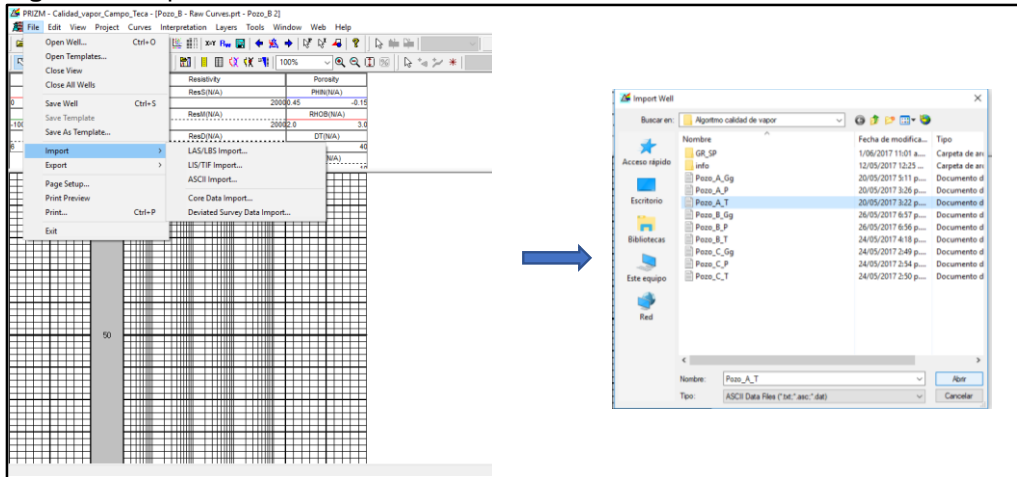 PRIZM - Calidad_vapor_Campo_Teca - [Pozo_B - Raw Curves.prt - Pozo_B 2]
File Edit View Project Curves Interpretation Layers Tools Window Web Help
Open Well... Ctrl+O
Open Templates...
Close View
Close All Wells
Save Well Ctrl+S
Save Template
Save As Template...
Import >
Export >
Page Setup...
Print Preview
Print... Ctrl+P
Exit
LAS/LBS Import...
LIS/TIF Import...
ASCII Import...
Core Data Import...
Deviated Survey Data Import...
100%
Resistivity Porosity
ResS(N/A) PHIN(N/A)
0 2000 0.45 -0.15
ResM(N/A) RHOB(N/A)
2000 2.0 3.0
ResD(N/A) DT(N/A)
40
50
Import Well
Buscar en: Algoritmo calidad de vapor
Nombre Fecha de modifica... Tipo
GR_SP 1/06/2017 11:01 a.... Carpeta de arc
info 12/05/2017 12:25 ... Carpeta de arc
Pozo_A_Gg 20/05/2017 5:11 p.... Documento d
Pozo_A_P 20/05/2017 3:26 p.... Documento d
Pozo_A_T 20/05/2017 3:22 p.... Documento d
Pozo_B_Gg 26/05/2017 6:57 p.... Documento d
Pozo_B_P 26/05/2017 6:56 p.... Documento d
Pozo_B_T 24/05/2017 4:18 p.... Documento d
Pozo_C_Gg 24/05/2017 2:49 p.... Documento d
Pozo_C_P 24/05/2017 2:54 p.... Documento d
Pozo_C_T 24/05/2017 2:50 p.... Documento d
Acceso rápido
Escritorio
Bibliotecas
Este equipo
Red
Nombre: Pozo_A_T Abrir
Tipo: ASCII Data Files (*.txt;*.asc;*.dat) Cancelar